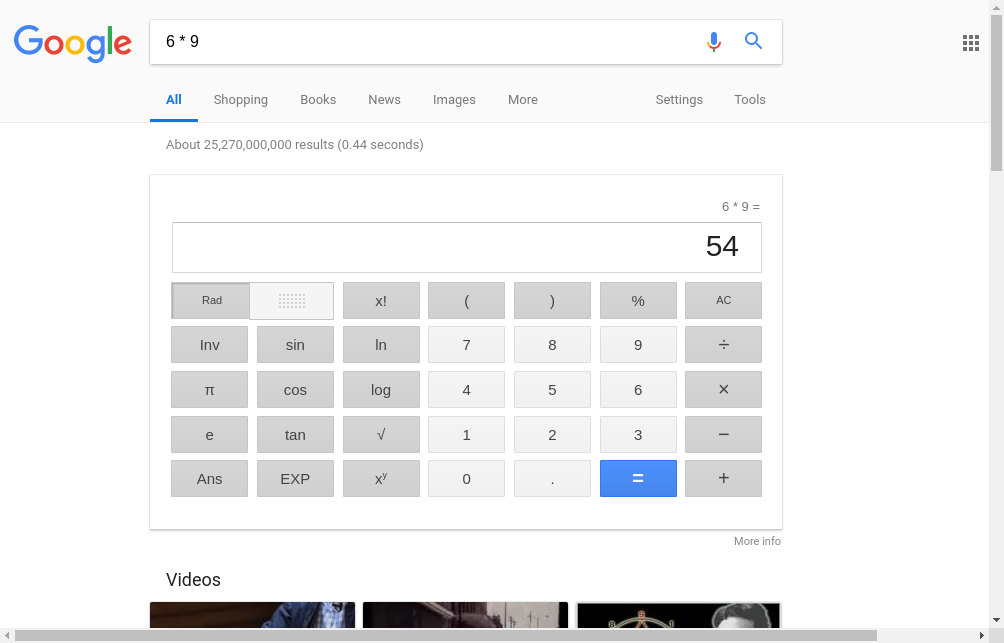 Google
6 * 9
All Shopping Books News Images More Settings Tools
About 25,270,000,000 results (0.44 seconds)
6 * 9 =
54
Rad x! ( ) % AC
Inv sin ln 7 8 9 ÷
π cos log 4 5 6 ×
e tan √ 1 2 3 −
Ans EXP xʸ 0 . = +
More info
Videos